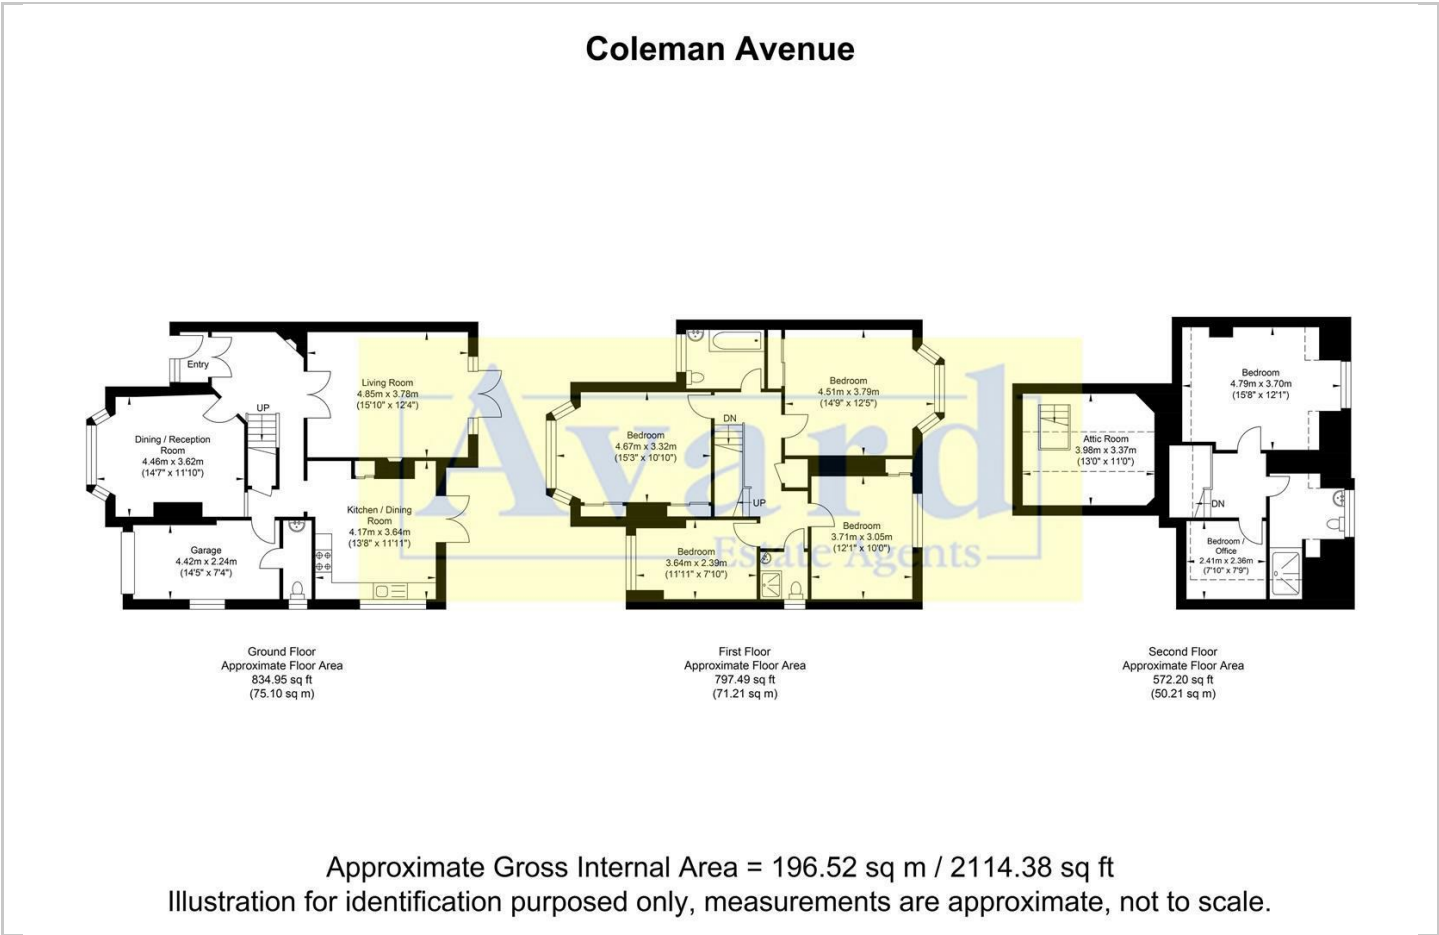 Coleman Avenue
Entry
UP
Living Room
4.85m x 3.78m
(15'10" x 12'4")
Dining / Reception
Room
4.46m x 3.62m
(14'7" x 11'10")
Kitchen / Dining
Room
4.17m x 3.64m
(13'8" x 11'11")
Garage
4.42m x 2.24m
(14'5" x 7'4")
Ground Floor
Approximate Floor Area
834.95 sq ft
(75.10 sq m)
Bedroom
4.51m x 3.79m
(14'9" x 12'5")
DN
Bedroom
4.67m x 3.32m
(15'3" x 10'10")
UP
Bedroom
3.71m x 3.05m
(12'1" x 10'0")
Bedroom
3.64m x 2.39m
(11'11" x 7'10")
Avard
Estate Agents
First Floor
Approximate Floor Area
797.49 sq ft
(71.21 sq m)
Bedroom
4.79m x 3.70m
(15'8" x 12'1")
Attic Room
3.98m x 3.37m
(13'0" x 11'0")
DN
Bedroom /
Office
2.41m x 2.36m
(7'10" x 7'9")
Second Floor
Approximate Floor Area
572.20 sq ft
(50.21 sq m)
Approximate Gross Internal Area = 196.52 sq m / 2114.38 sq ft
Illustration for identification purposed only, measurements are approximate, not to scale.